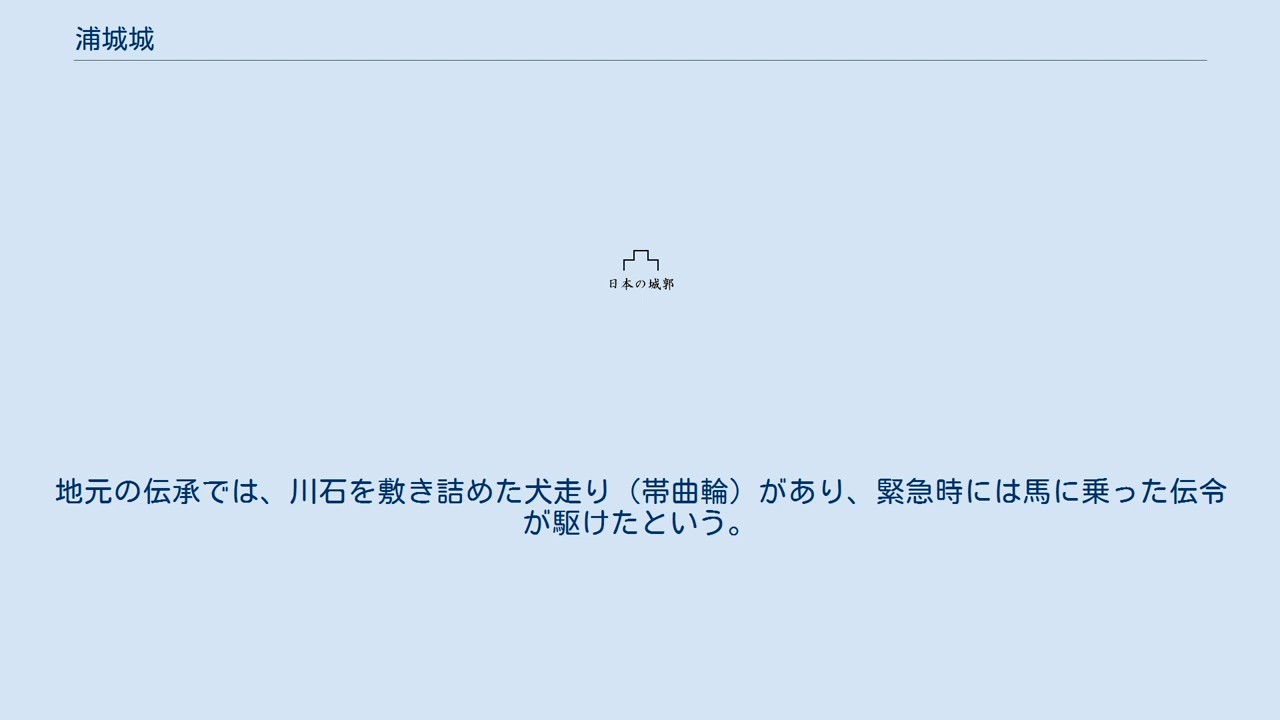 浦城城
日本の城郭
地元の伝承では、川石を敷き詰めた犬走り（帯曲輪）があり、緊急時には馬に乗った伝令
が駆けたという。